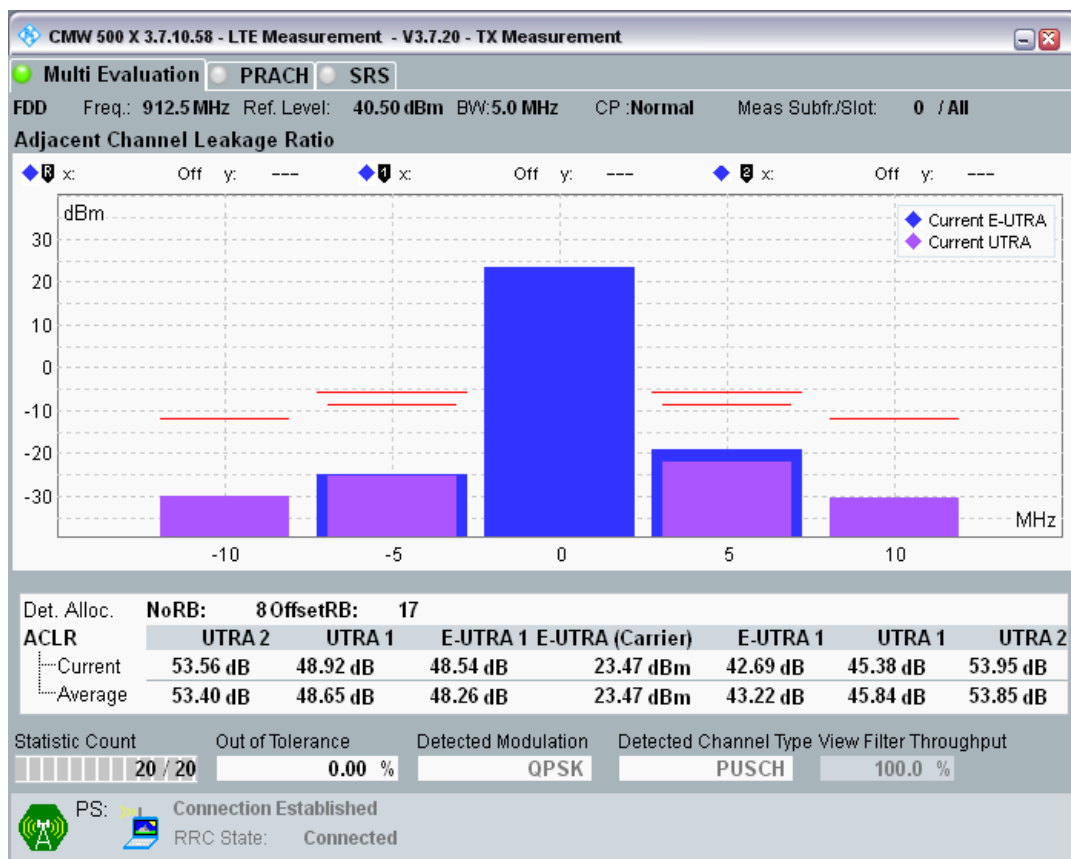 CMW 500 X 3.7.10.58 - LTE Measurement - V3.7.20 - TX Measurement
Multi Evaluation PRACH SRS
FDD Freq.: 912.5 MHz Ref. Level: 40.50 dBm BW:5.0 MHz CP :Normal Meas Subfr./Slot: 0 / All
Adjacent Channel Leakage Ratio
R x: Off y: --- 1 x: Off y: --- 2 x: Off y: ---
dBm
Current E-UTRA
Current UTRA
30
20
10
0
-10
-20
-30
MHz
-10 -5 0 5 10
Det. Alloc. NoRB: 8 OffsetRB: 17
ACLR UTRA 2 UTRA 1 E-UTRA 1 E-UTRA (Carrier) E-UTRA 1 UTRA 1 UTRA 2
Current 53.56 dB 48.92 dB 48.54 dB 23.47 dBm 42.69 dB 45.38 dB 53.95 dB
Average 53.40 dB 48.65 dB 48.26 dB 23.47 dBm 43.22 dB 45.84 dB 53.85 dB
Statistic Count Out of Tolerance Detected Modulation Detected Channel Type View Filter Throughput
20 / 20 0.00 % QPSK PUSCH 100.0 %
PS: Connection Established
RRC State: Connected